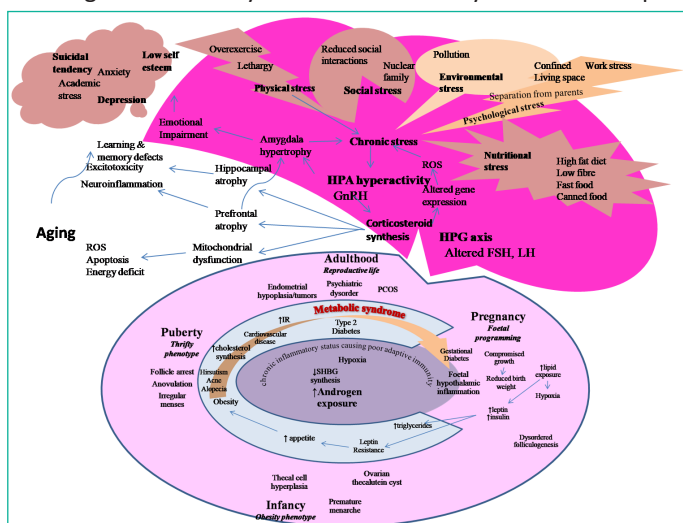 Suicidal
tendency
Low self
esteem
Anxiety
Academic
stress
Depression
Overexercise
Lethargy
Physical stress
Reduced social
interactions
Nuclear
family
Social stress
Pollution
Environmental
stress
Confined
Living space
Work stress
Separation from parents
Psychological stress
Emotional
Impairment
Amygdala
hypertrophy
Chronic stress
Learning &
memory defects
Excitotoxicity
Neuroinflammation
Hippocampal
atrophy
HPA hyperactivity
GnRH
ROS
Altered gene
expression
Nutritional
stress
High fat diet
Low fibre
Fast food
Canned food
Prefrontal
atrophy
Corticosteroid
synthesis
Aging
ROS
Apoptosis
Energy deficit
Mitochondrial
dysfunction
HPG axis
Altered FSH, LH
Adulthood
Reproductive life
Endometrial
hypoplasia/tumors
Psychiatric
dysorder
PCOS
Metabolic syndrome
Puberty
Thrifty
phenotype
↑IR
Cardiovascular
disease
Type 2
Diabetes
Pregnancy
Foetal
programming
↑cholesterol
synthesis
chronic inflammatory status causing poor adaptive immunity
Gestational
Diabetes
Compromised
growth
Reduced birth
weight
↑lipid
exposure
Hypoxia
Follicle arrest
Anovulation
Irregular
menses
Hirsutism
Acne
Alopecia
Obesity
Hypoxia
↓SHBG
synthesis
↑Androgen
exposure
Foetal
hypothalamic
inflammation
↑leptin
↑insulin
↑triglycerides
Dysordered
folliculogenesis
↑ appetite
Leptin
Resistance
Thecal cell
hyperplasia
Ovarian
thecalutein cyst
Infancy
Obesity phenotype
Premature
menarche